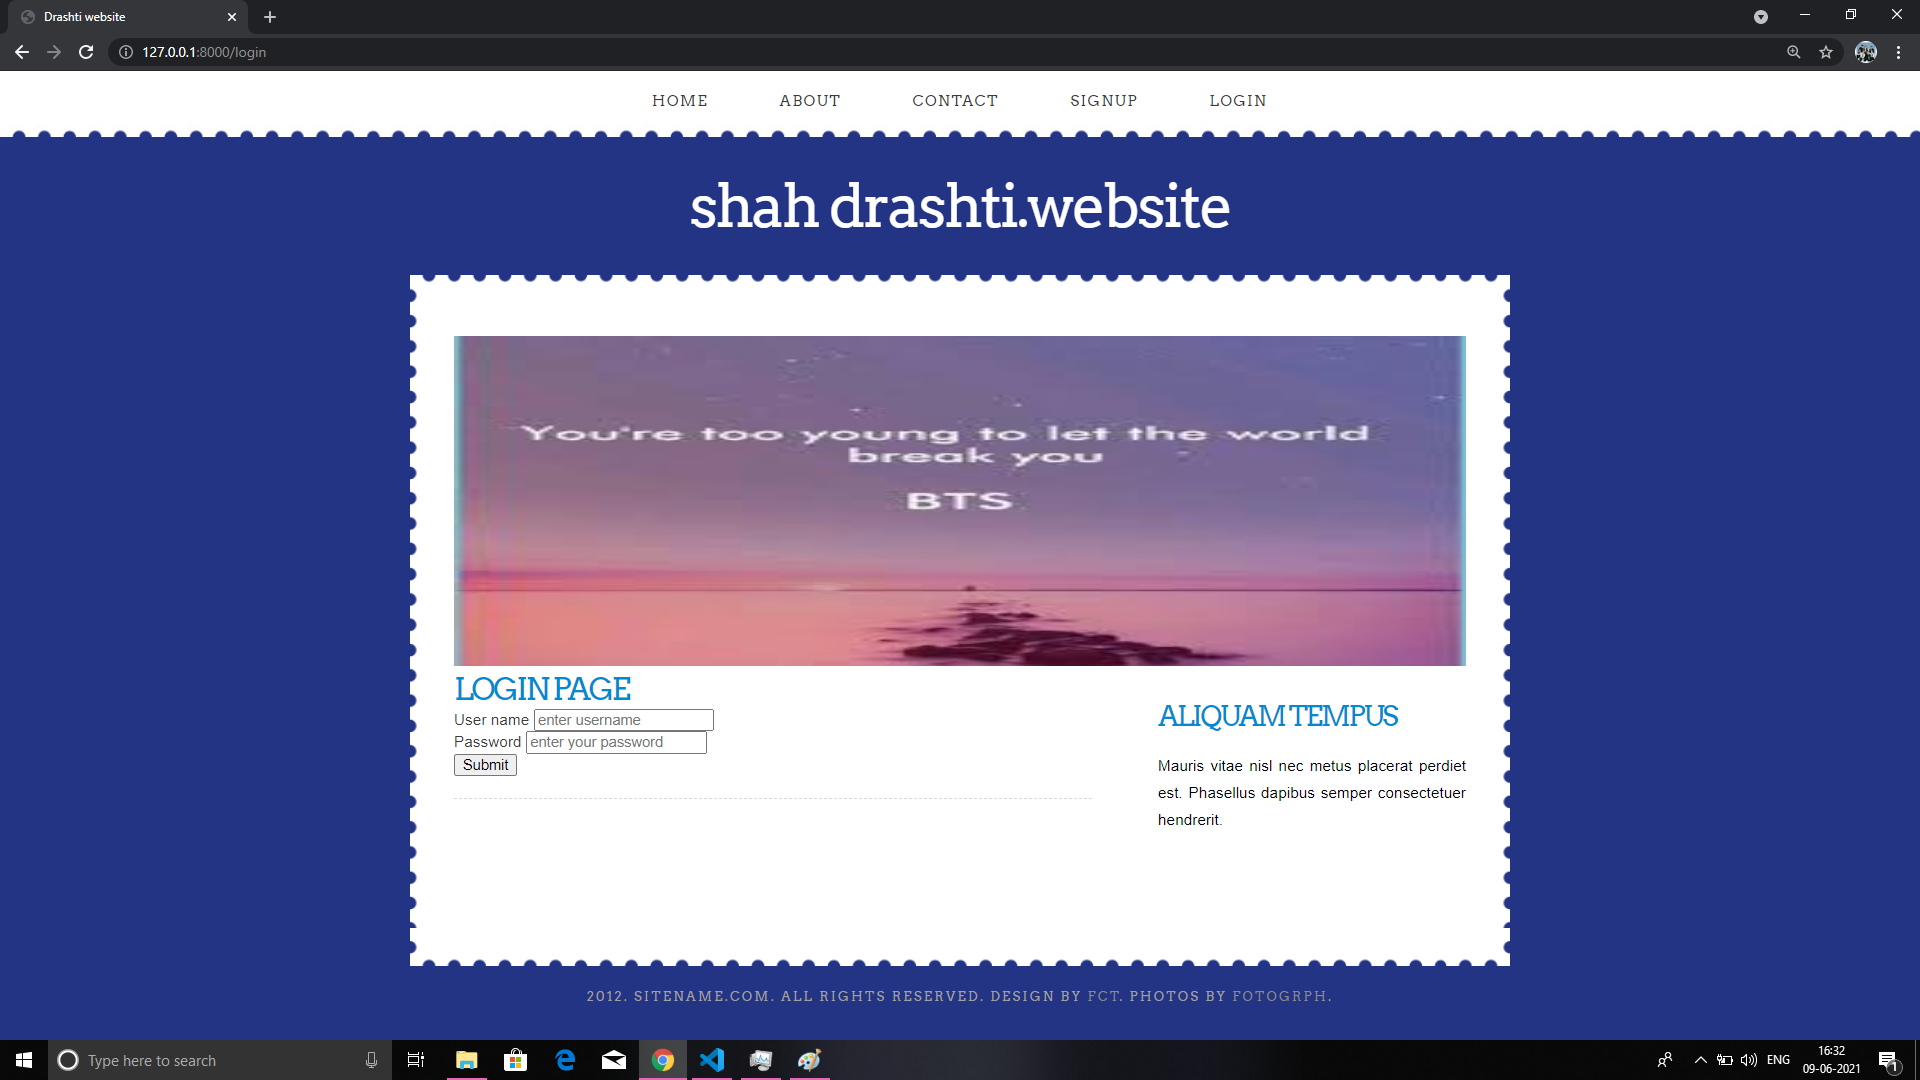 Drashti website
127.0.0.1:8000/login
HOME ABOUT CONTACT SIGNUP LOGIN
shah drashti.website
You're too young to let the world
break you
BTS
LOGIN PAGE
User name enter username
Password enter your password
Submit
ALIQUAM TEMPUS
Mauris vitae nisl nec metus placerat perdiet
est. Phasellus dapibus semper consectetuer
hendrerit.
2012. SITENAME.COM. ALL RIGHTS RESERVED. DESIGN BY FCT. PHOTOS BY FOTOGRPH.
Type here to search
ENG
16:32
09-06-2021
1